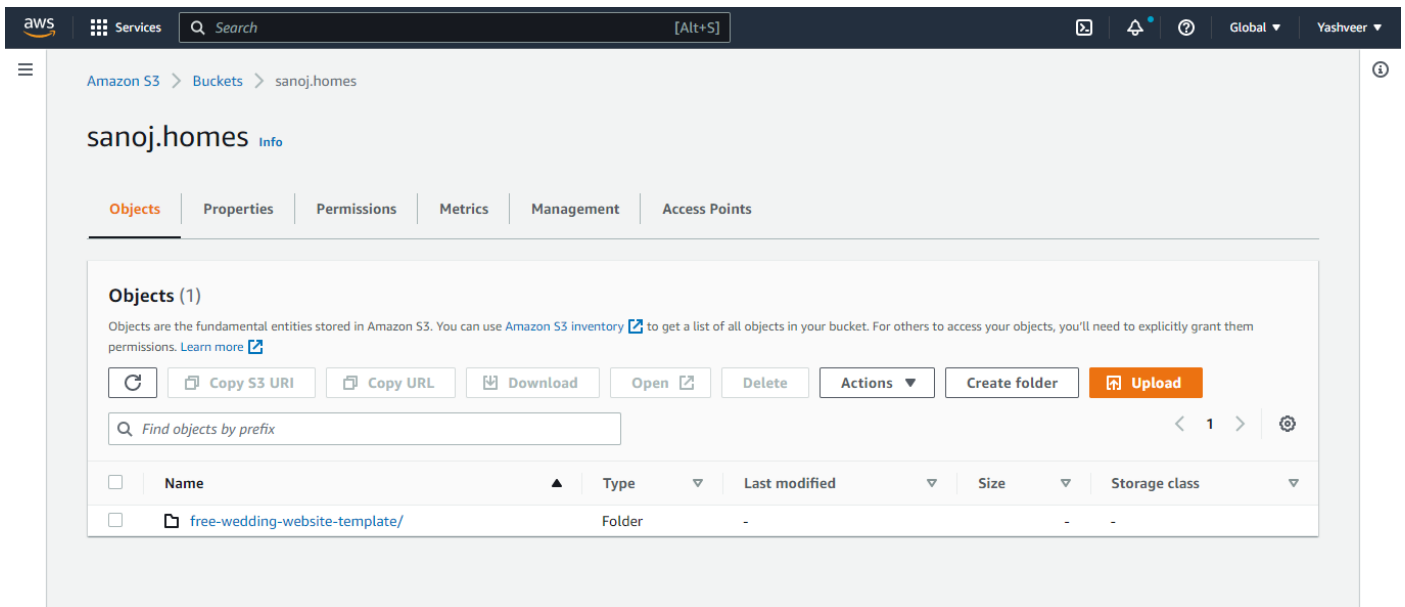 aws Services Search [Alt+S] Global ▼ Yashveer ▼
Amazon S3 > Buckets > sanoj.homes
sanoj.homes Info
Objects Properties Permissions Metrics Management Access Points
Objects (1)
Objects are the fundamental entities stored in Amazon S3. You can use Amazon S3 inventory to get a list of all objects in your bucket. For others to access your objects, you'll need to explicitly grant them
permissions. Learn more
Copy S3 URI Copy URL Download Open Delete Actions ▼ Create folder Upload
Find objects by prefix < 1 >
Name ▲ Type ▽ Last modified ▽ Size ▽ Storage class ▽
free-wedding-website-template/ Folder - - -